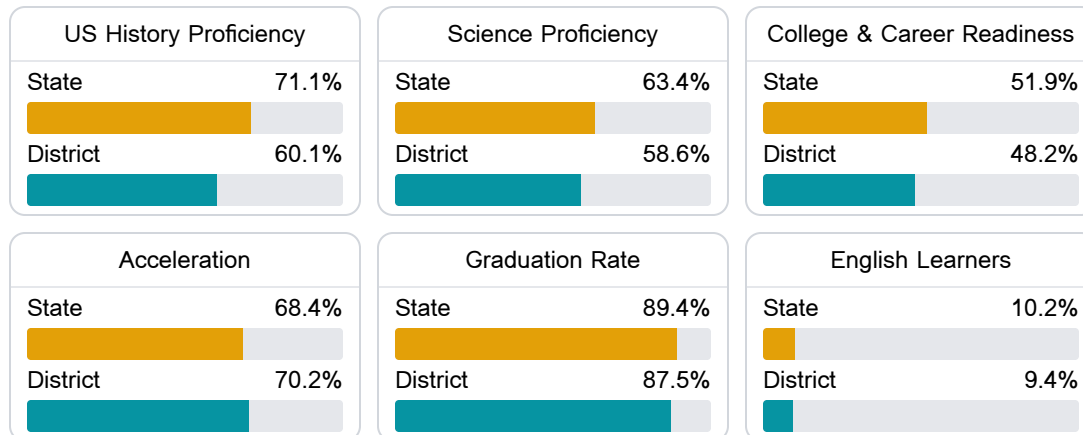 US History Proficiency
State 71.1%
District 60.1%
Science Proficiency
State 63.4%
District 58.6%
College & Career Readiness
State 51.9%
District 48.2%
Acceleration
State 68.4%
District 70.2%
Graduation Rate
State 89.4%
District 87.5%
English Learners
State 10.2%
District 9.4%